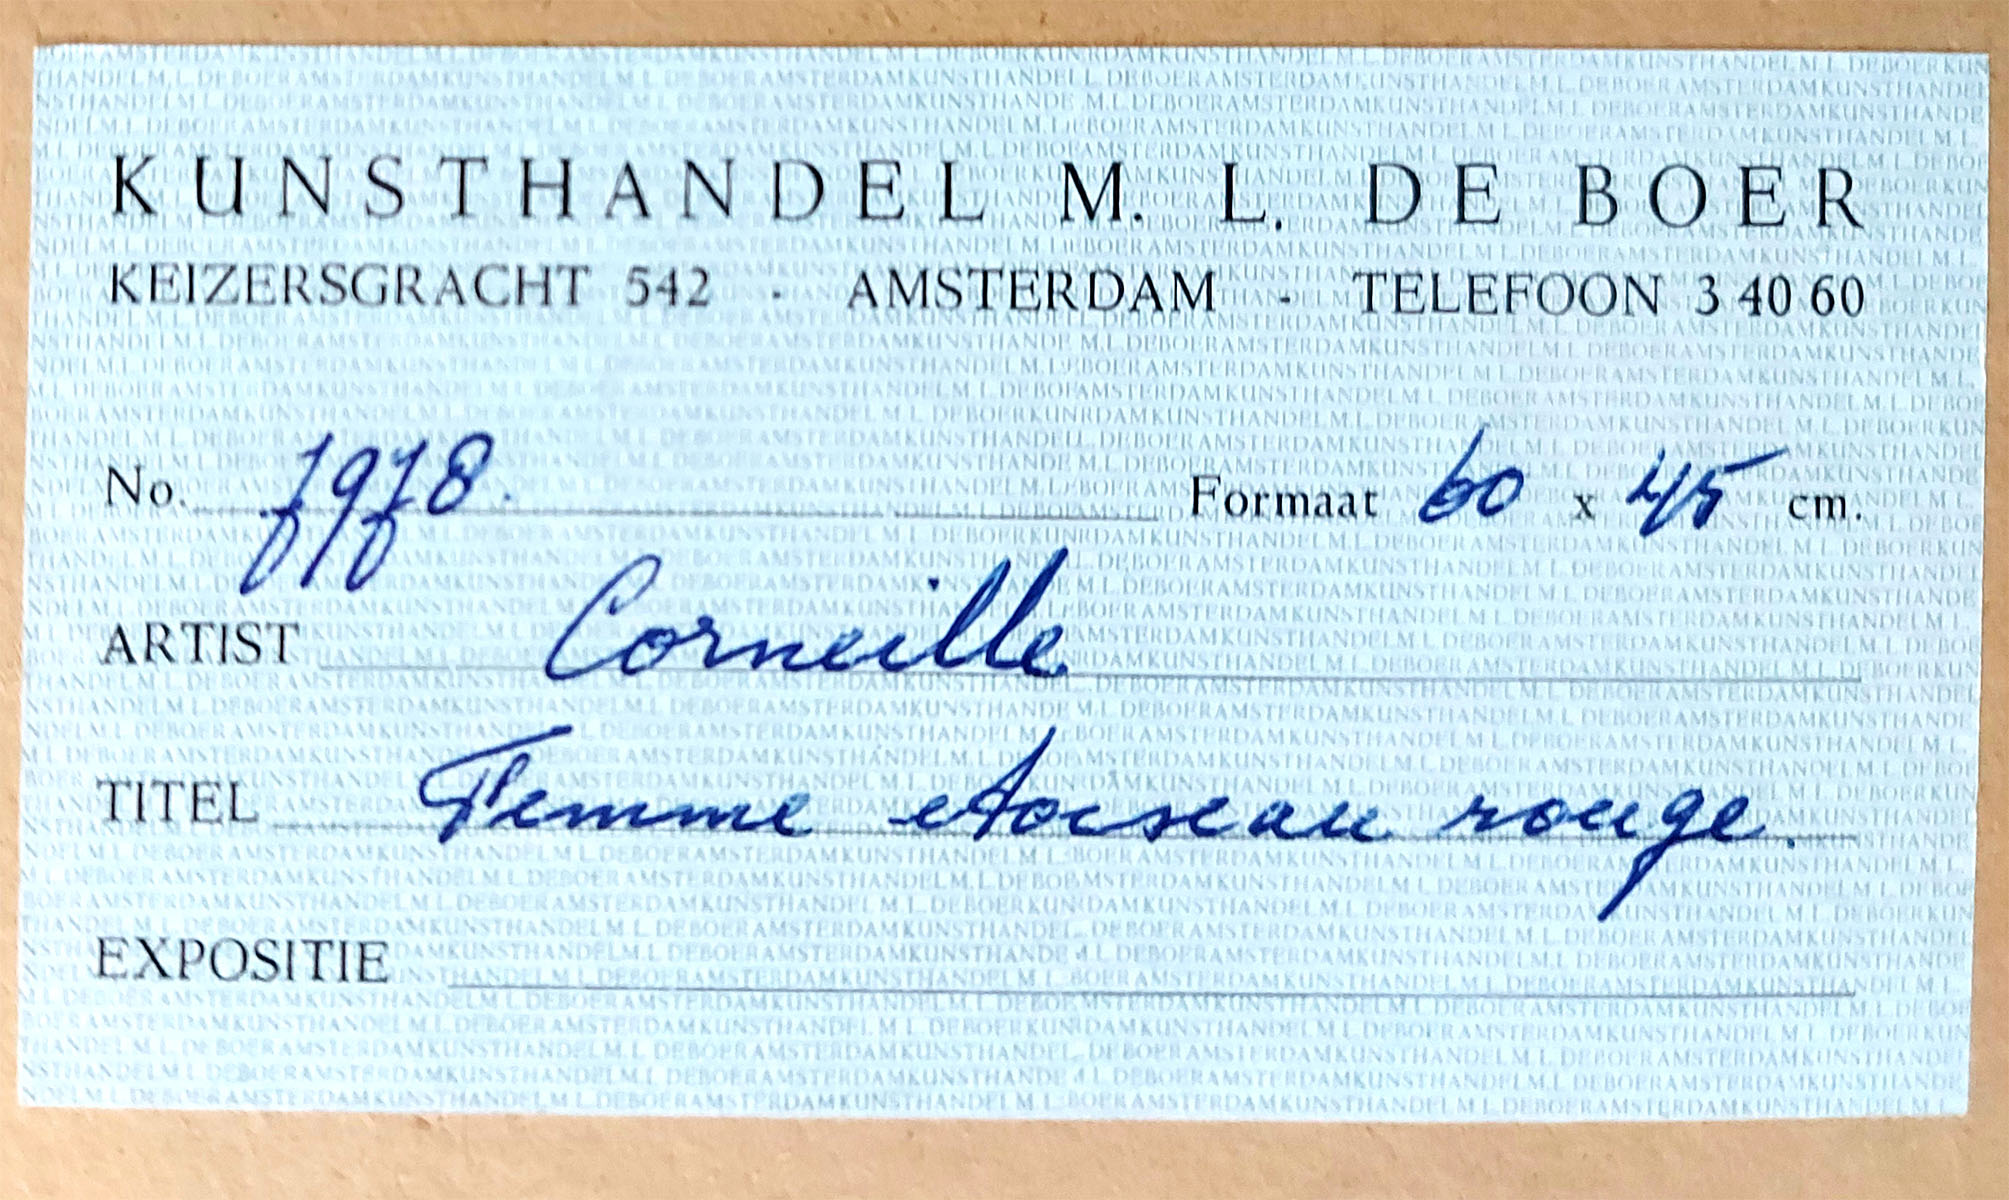 KUNSTHANDEL M. L. DE BOER
KEIZERSGRACHT 542 - AMSTERDAM - TELEFOON 3 40 60
No. Formaat 60 x 45 cm.
ARTIST Corneille
TITEL Femme et oiseau rouge.
EXPOSITIE